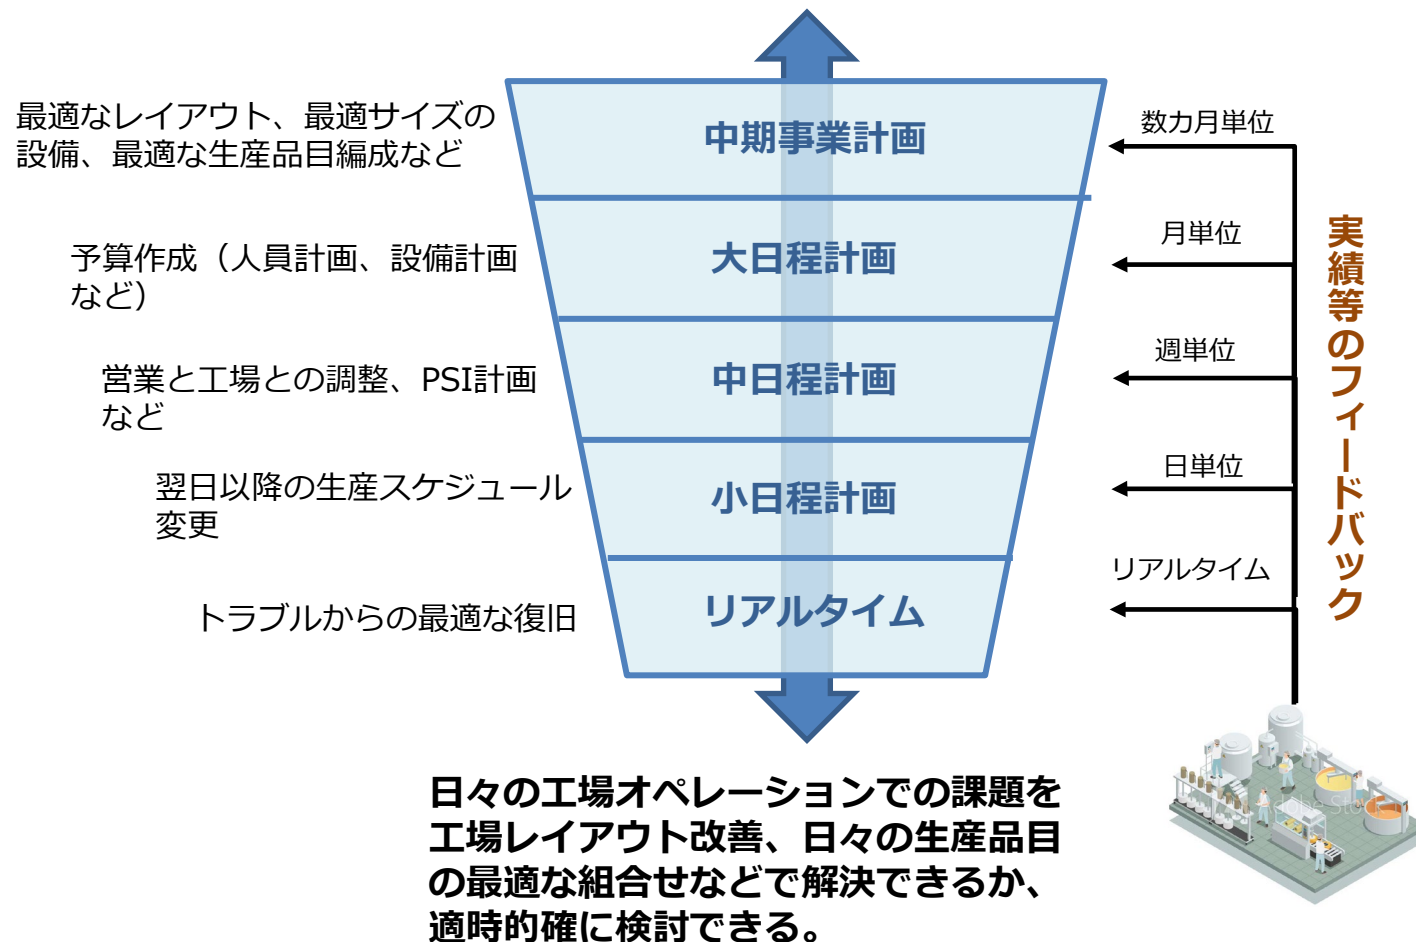 最適なレイアウト、最適サイズの
設備、最適な生産品目編成など
中期事業計画
数カ月単位
予算作成（人員計画、設備計画
など）
大日程計画
月単位
営業と工場との調整、PSI計画
など
中日程計画
週単位
翌日以降の生産スケジュール
変更
小日程計画
日単位
トラブルからの最適な復旧
リアルタイム
リアルタイム
実績等のフィードバック
日々の工場オペレーションでの課題を
工場レイアウト改善、日々の生産品目
の最適な組合せなどで解決できるか、
適時的確に検討できる。